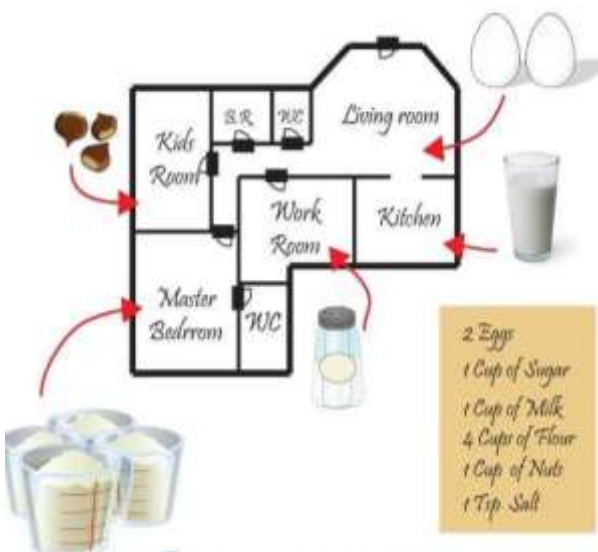 S.R
WC
Living room
Kids
Room
Work
Room
Kitchen
Master
Bedrrom
WC
2 Eggs
1 Cup of Sugar
1 Cup of Milk
4 Cups of Flour
1 Cup of Nuts
1 Tsp Salt